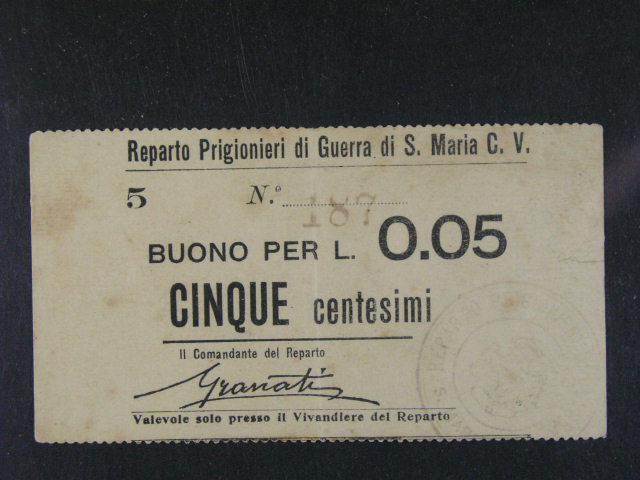 Reparto Prigionieri di Guerra di S. Maria C. V.
5 N.º 187
BUONO PER L. 0.05
CINQUE centesimi
Il Comandante del Reparto
Granati
Valevole solo presso il Vivandiere del Reparto